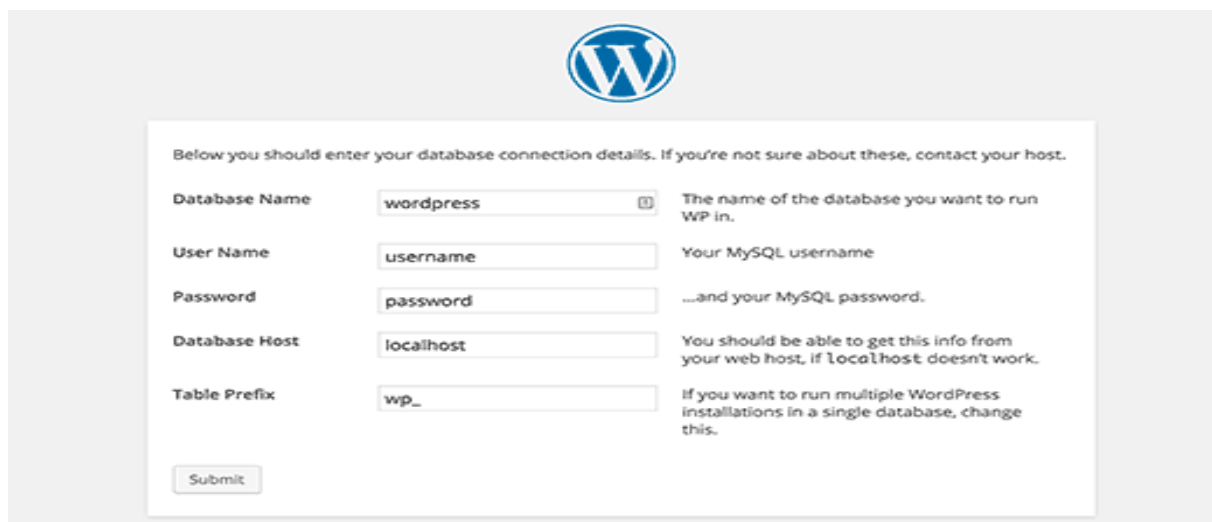 Below you should enter your database connection details. If you're not sure about these, contact your host.
Database Name
wordpress
The name of the database you want to run
WP in.
User Name
username
Your MySQL username
Password
password
...and your MySQL password.
Database Host
localhost
You should be able to get this info from
your web host, if localhost doesn't work.
Table Prefix
wp_
If you want to run multiple WordPress
installations in a single database, change
this.
Submit